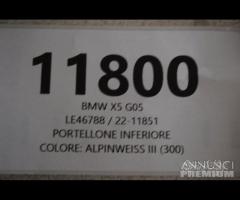 11800
BMW X5 G05
LE46788 / 22-11851
PORTELLONE INFERIORE
COLORE: ALPINWEISS III (300)
ANNUNCI
PREMIUM